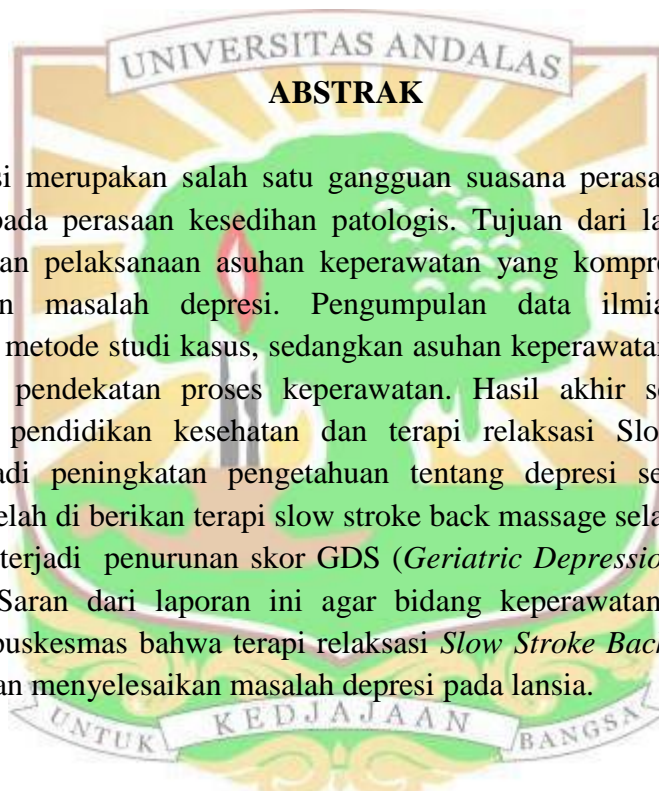 UNIVERSITAS ANDALAS
ABSTRAK
si merupakan salah satu gangguan suasana perasa
pada perasaan kesedihan patologis. Tujuan dari la
an pelaksanaan asuhan keperawatan yang kompre
n masalah depresi. Pengumpulan data ilmia
metode studi kasus, sedangkan asuhan keperawatan
pendekatan proses keperawatan. Hasil akhir se
pendidikan kesehatan dan terapi relaksasi Slo
adi peningkatan pengetahuan tentang depresi se
elah di berikan terapi slow stroke back massage sela
terjadi penurunan skor GDS (Geriatric Depressio
Saran dari laporan ini agar bidang keperawatan
puskesmas bahwa terapi relaksasi Slow Stroke Back
an menyelesaikan masalah depresi pada lansia.
UNTUK KEDJAJAAN BANGSA